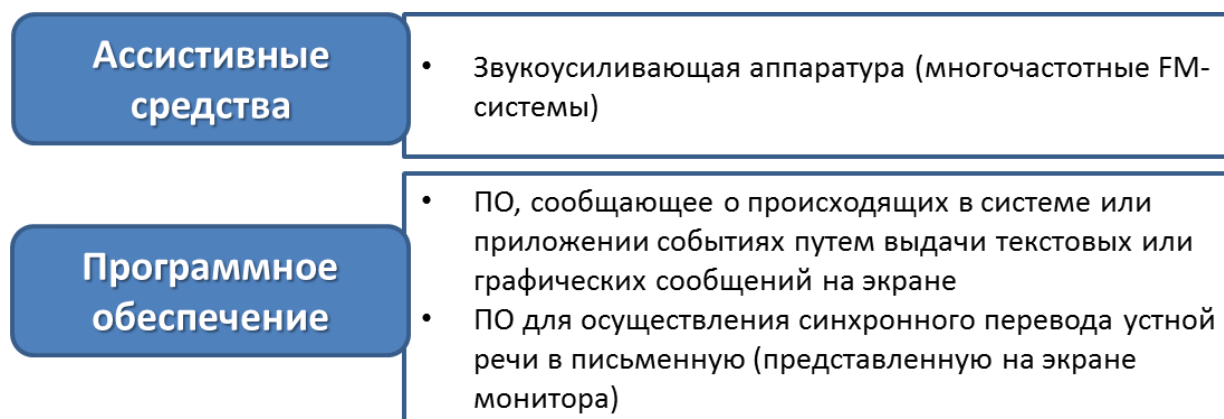 Ассистивные
средства
• Звукоусиливающая аппаратура (многочастотные FM-
системы)
Программное
обеспечение
• ПО, сообщающее о происходящих в системе или
приложении событиях путем выдачи текстовых или
графических сообщений на экране
• ПО для осуществления синхронного перевода устной
речи в письменную (представленную на экране
монитора)